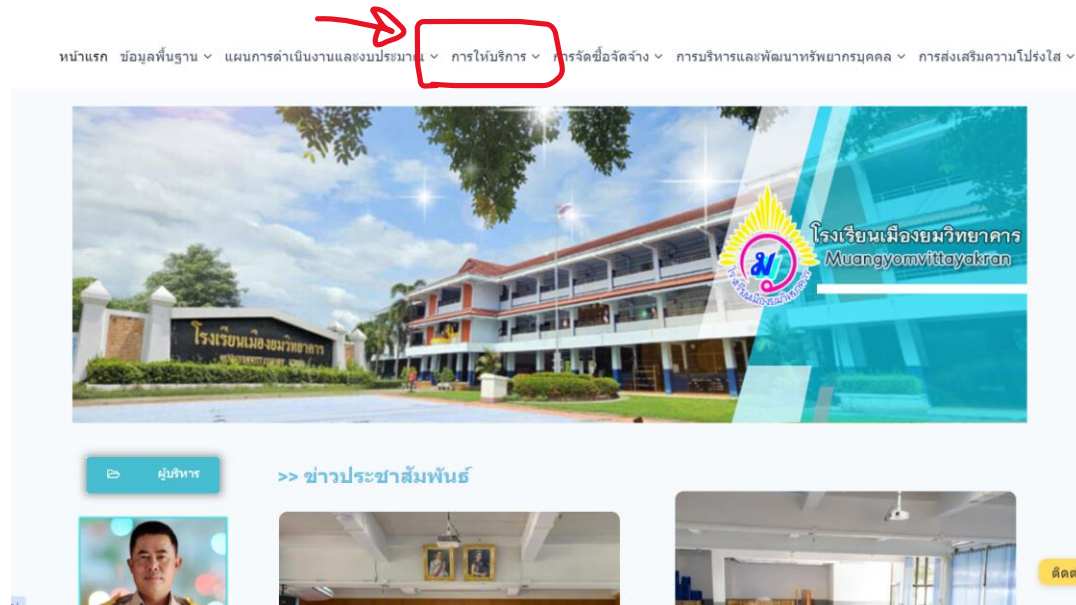 หน้าแรก ข้อมูลพื้นฐาน แผนการดำเนินงานและงบประมาณ การให้บริการ การจัดซื้อจัดจ้าง การบริหารและพัฒนาทรัพยากรบุคคล การส่งเสริมความโปร่งใส
โรงเรียนเมืองยมวิทยาคาร
Muangyomvittayakran
โรงเรียนเมืองยมวิทยาคาร
ผู้บริหาร
>> ข่าวประชาสัมพันธ์